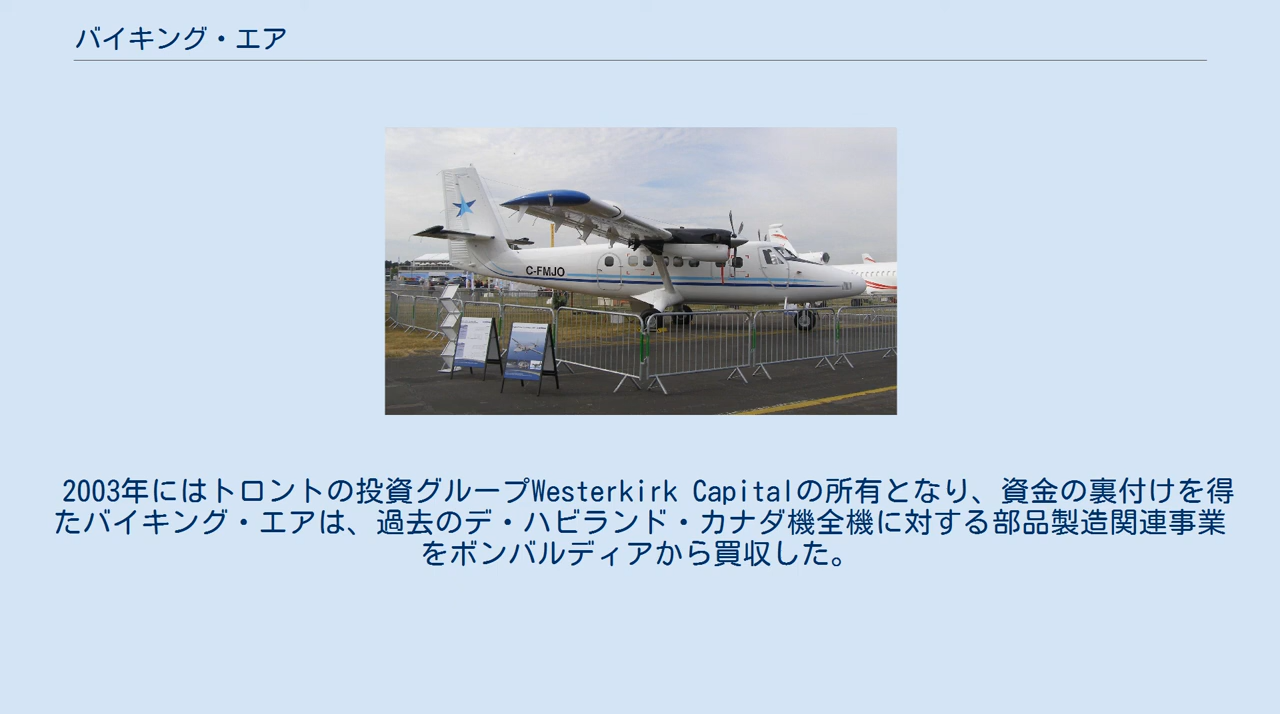 バイキング・エア
C-FMJO
2003年にはトロントの投資グループWesterkirk Capitalの所有となり、資金の裏付けを得
たバイキング・エアは、過去のデ・ハビランド・カナダ機全機に対する部品製造関連事業
をボンバルディアから買収した。